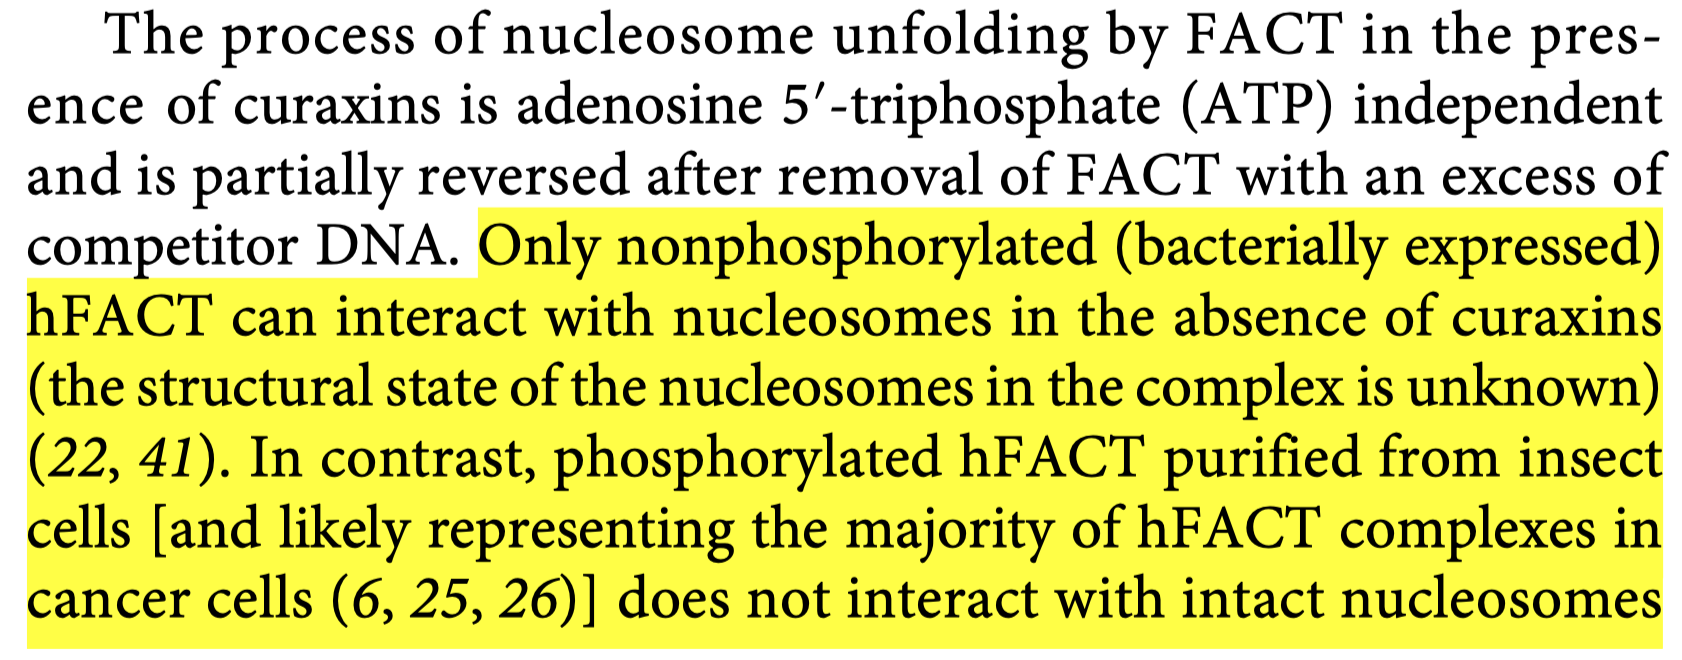 The process of nucleosome unfolding by FACT in the pres-
ence of curaxins is adenosine 5′-triphosphate (ATP) independent
and is partially reversed after removal of FACT with an excess of
competitor DNA. Only nonphosphorylated (bacterially expressed)
hFACT can interact with nucleosomes in the absence of curaxins
(the structural state of the nucleosomes in the complex is unknown)
(22, 41). In contrast, phosphorylated hFACT purified from insect
cells [and likely representing the majority of hFACT complexes in
cancer cells (6, 25, 26)] does not interact with intact nucleosomes